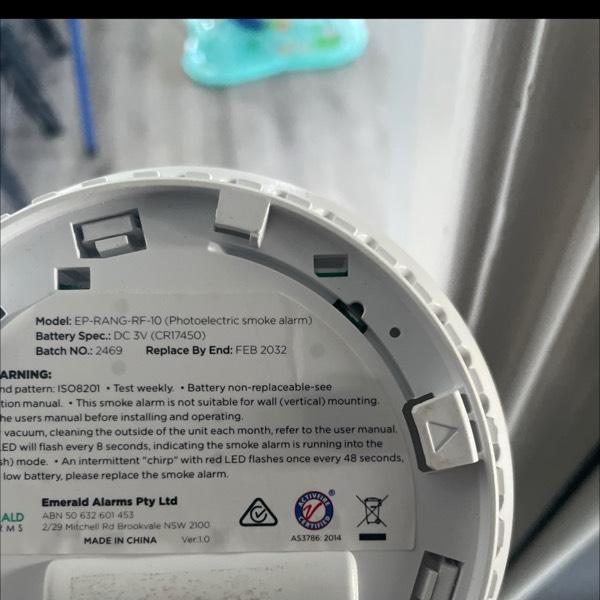 Model: EP-RANG-RF-10 (Photoelectric smoke alarm)
Battery Spec.: DC 3V (CR17450)
Batch NO.: 2469 Replace By End: FEB 2032
ARNING:
nd pattern: ISO8201 • Test weekly. • Battery non-replaceable-see
tion manual. • This smoke alarm is not suitable for wall (vertical) mounting.
he users manual before installing and operating.
vacuum, cleaning the outside of the unit each month, refer to the user manual.
LED will flash every 8 seconds, indicating the smoke alarm is running into the
sh) mode. • An intermittent "chirp" with red LED flashes once every 48 seconds,
low battery, please replace the smoke alarm.
Emerald Alarms Pty Ltd
ABN 50 632 601 453
2/29 Mitchell Rd Brookvale NSW 2100
MADE IN CHINA Ver:1.0
ALD
RMS
ACTIVFIRE
CERTIFIED
®
AS3786: 2014